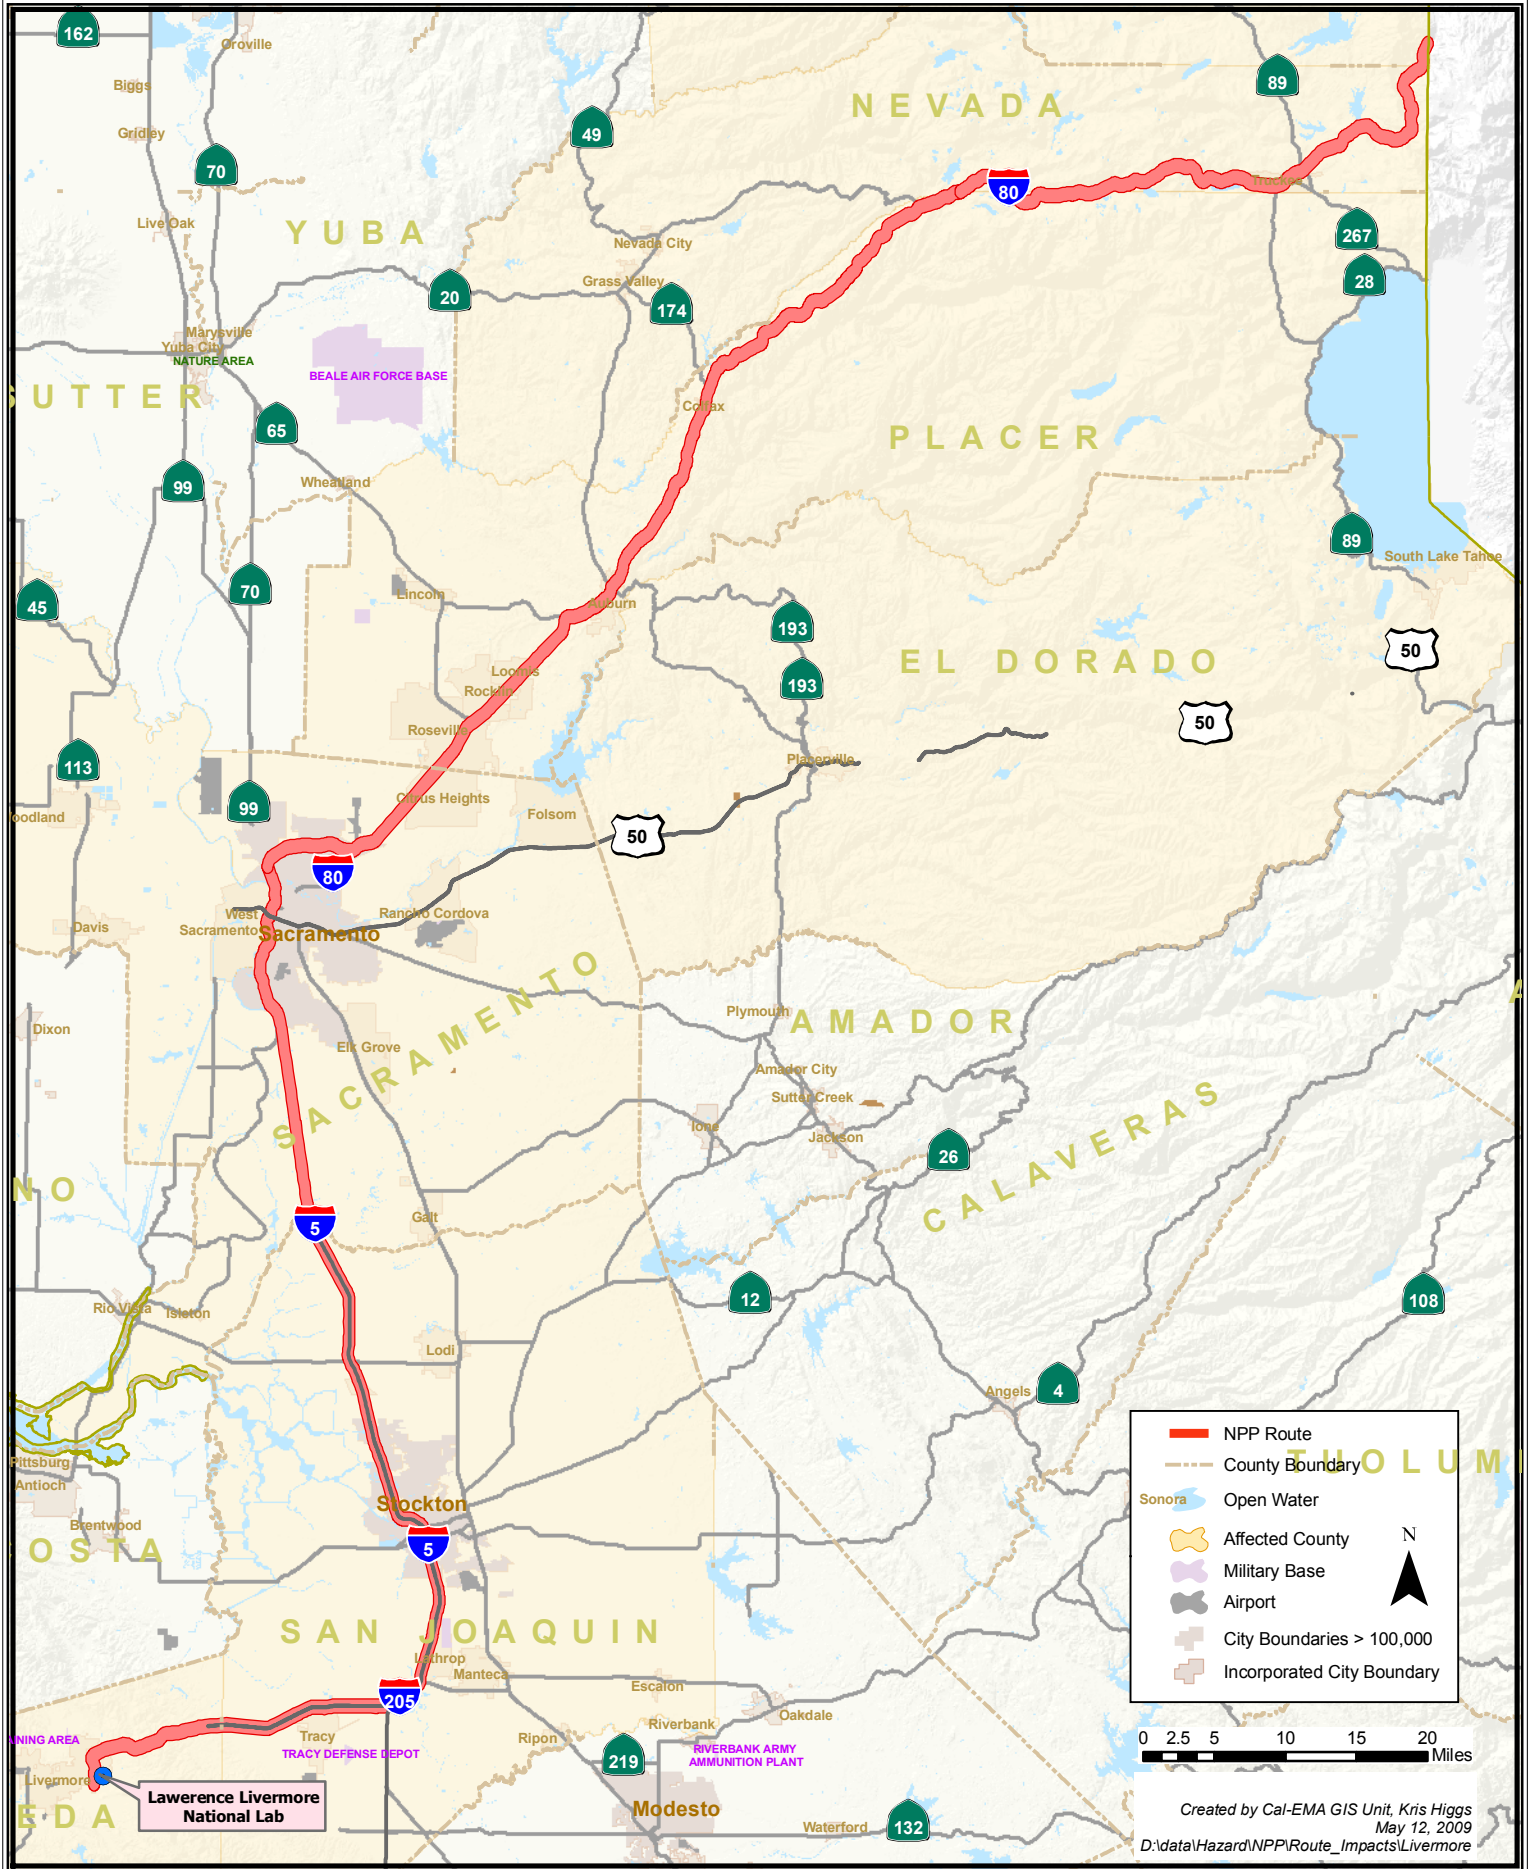 162
Oroville
Biggs
Gridley
70
49
NEVADA
89
80
Truckee
Live Oak
YUBA
Nevada City
267
Grass Valley
28
20
174
Marysville
Yuba City
NATURE AREA
BEALE AIR FORCE BASE
SUTTER
Colfax
65
PLACER
99
Wheatland
89
South Lake Tahoe
70
45
Lincoln
Auburn
193
50
EL DORADO
Loomis
Rocklin
193
50
Roseville
113
Placerville
99
Citrus Heights
oodland
Folsom
50
80
West
Sacramento
Rancho Cordova
Davis
Sacramento
SACRAMENTO
A
Plymouth
AMADOR
Dixon
Elk Grove
Amador City
Sutter Creek
Ione
Jackson
26
CALAVERAS
NO
5
Galt
12
108
Rio Vista
Isleton
Lodi
Angels
4
Pittsburg
Antioch
Stockton
TUOLUM
Brentwood
OSTA
5
SAN JOAQUIN
Lathrop
Manteca
205
Escalon
Oakdale
Riverbank
Ripon
Tracy
TRACY DEFENSE DEPOT
219
RIVERBANK ARMY
AMMUNITION PLANT
NING AREA
Livermore
Lawerence Livermore
National Lab
EDA
Modesto
Waterford
132
NPP Route
County Boundary
Sonora
Open Water
Affected County
N
Military Base
Airport
City Boundaries > 100,000
Incorporated City Boundary
0 2.5 5 10 15 20
Miles
Created by Cal-EMA GIS Unit, Kris Higgs
May 12, 2009
D:\data\Hazard\NPP\Route_Impacts\Livermore